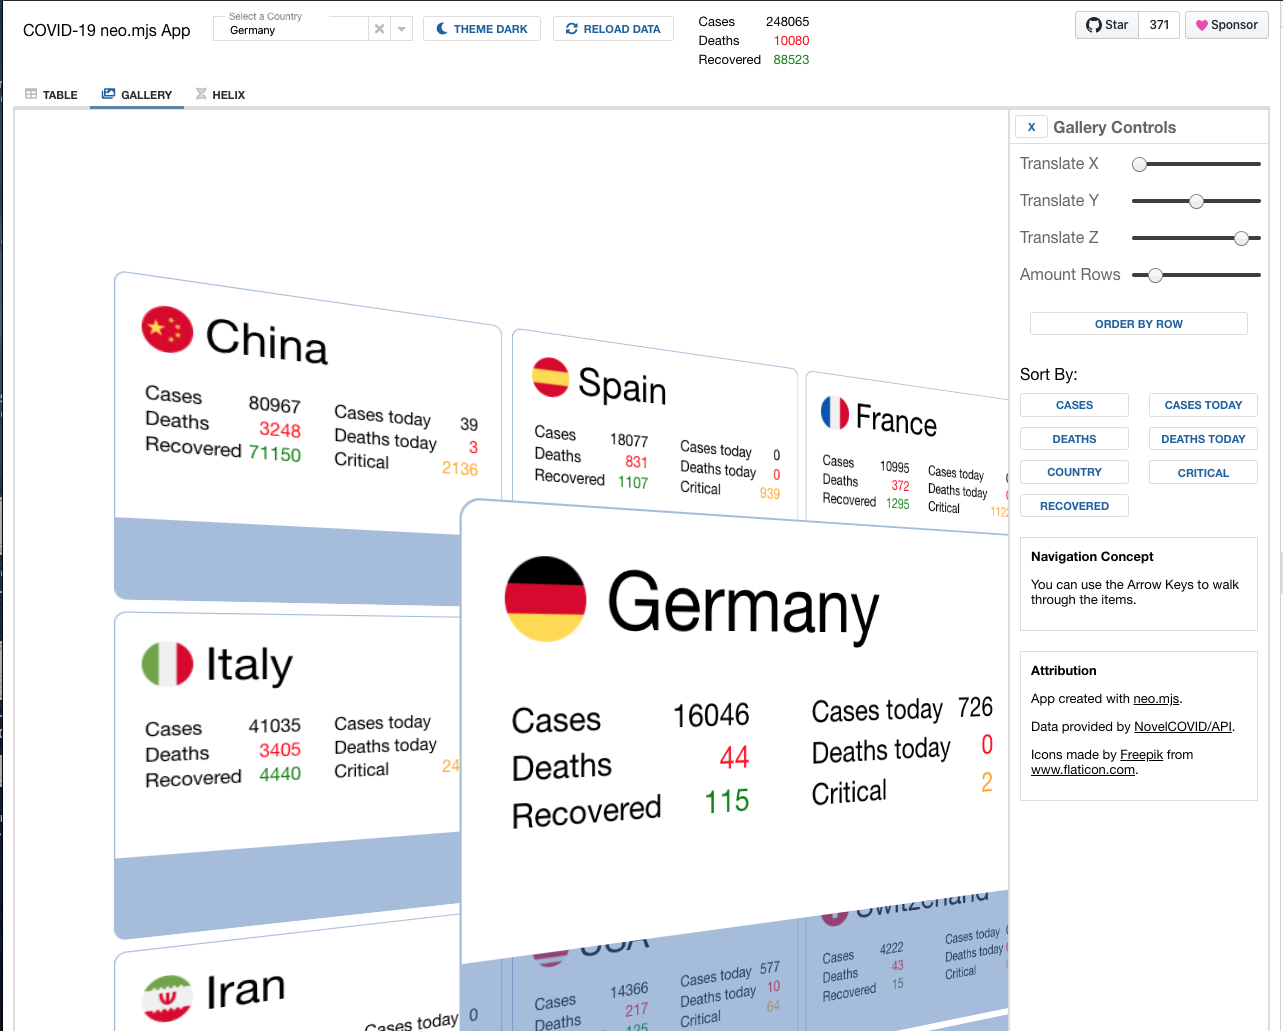 COVID-19 neo.mjs App
Select a Country
Germany
THEME DARK
RELOAD DATA
Cases 248065
Deaths 10080
Recovered 88523
Star 371
Sponsor
TABLE
GALLERY
HELIX
China
Cases 80967
Deaths 3248
Recovered 71150
Cases today 39
Deaths today 3
Critical 2136
Spain
Cases 18077
Deaths 831
Recovered 1107
Cases today 0
Deaths today 0
Critical 939
France
Cases 10995
Deaths 372
Recovered 1295
Cases today
Deaths today
Critical
Italy
Cases 41035
Deaths 3405
Recovered 4440
Cases today
Deaths today
Critical
Germany
Cases 16046
Deaths 44
Recovered 115
Cases today 726
Deaths today 0
Critical 2
Iran
Cases today 0
USA
Cases 14366
Deaths 217
Cases today 577
Deaths today 10
Critical 64
Switzerland
Cases 4222
Deaths 43
Recovered 15
Cases today
Deaths today
Critical
X
Gallery Controls
Translate X
Translate Y
Translate Z
Amount Rows
ORDER BY ROW
Sort By:
CASES
CASES TODAY
DEATHS
DEATHS TODAY
COUNTRY
CRITICAL
RECOVERED
Navigation Concept
You can use the Arrow Keys to walk
through the items.
Attribution
App created with neo.mjs.
Data provided by NovelCOVID/API.
Icons made by Freepik from
www.flaticon.com.